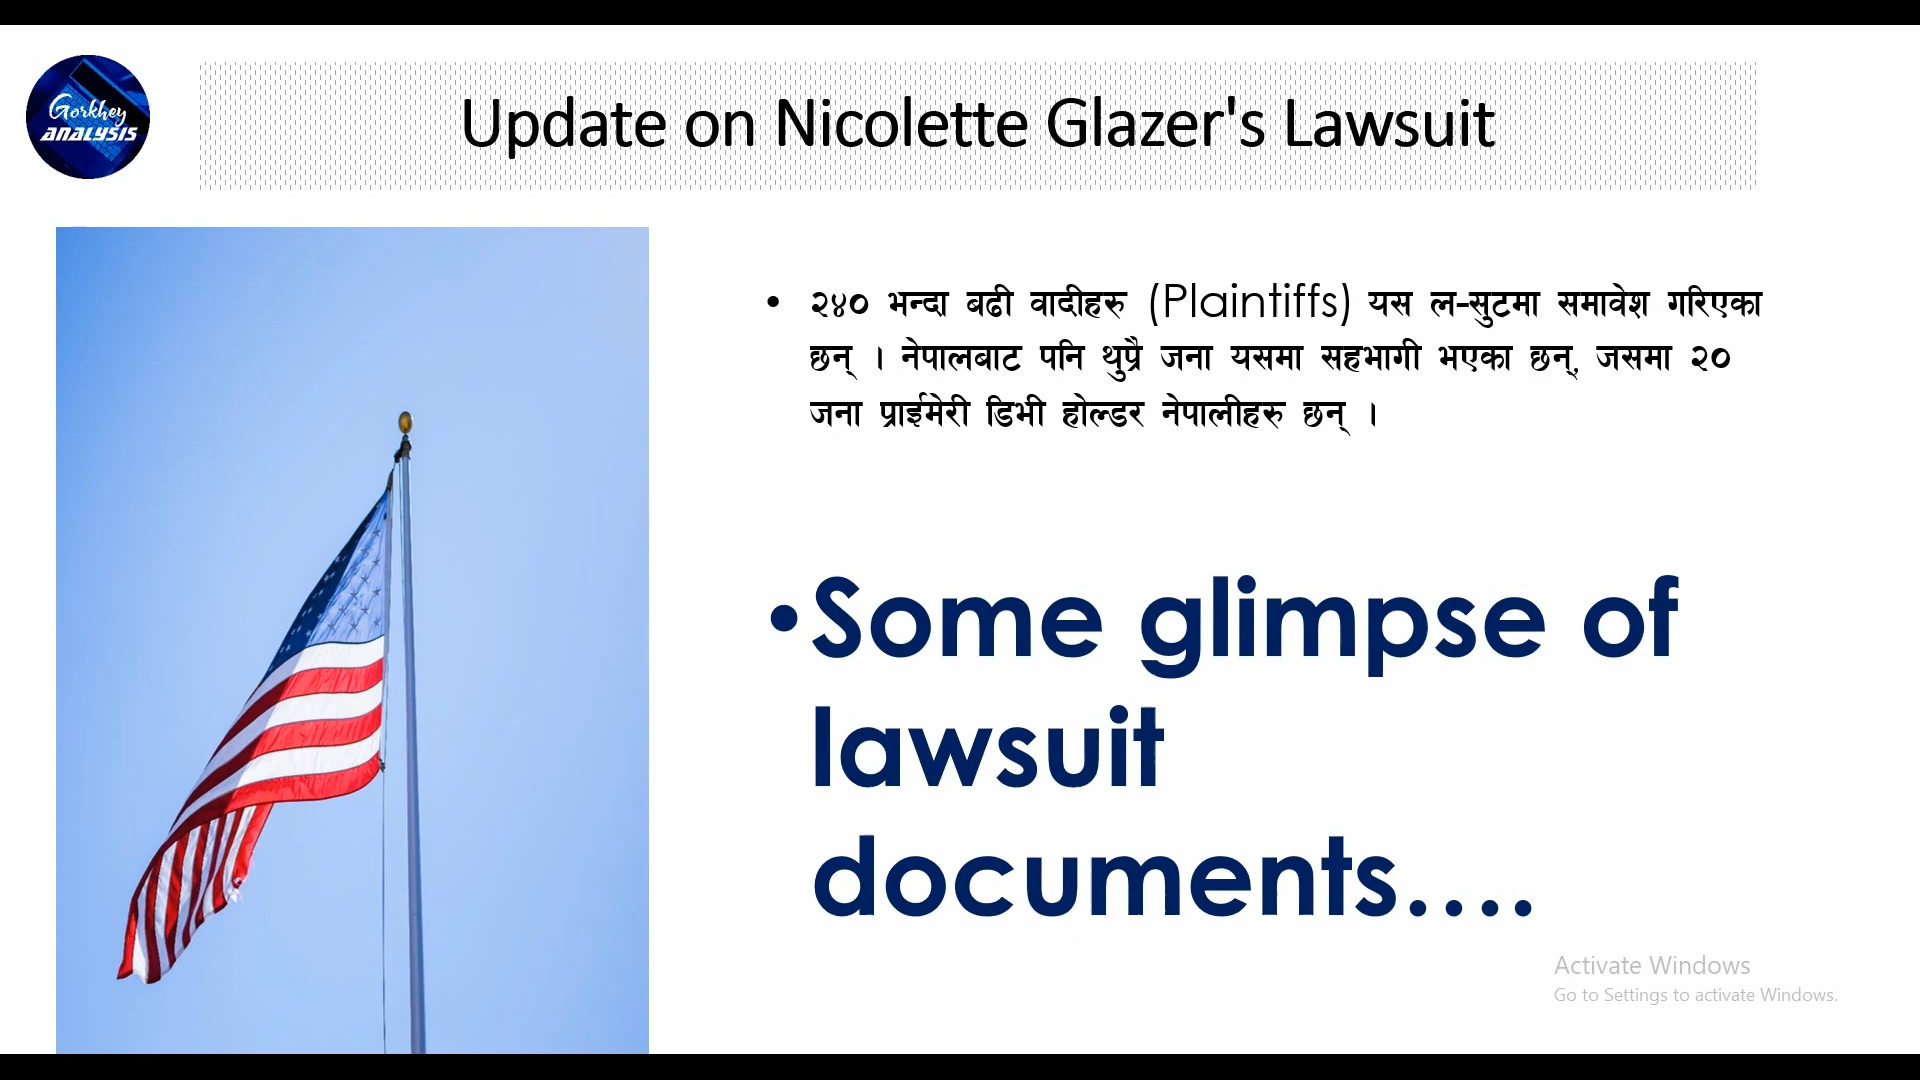 Gorkhey
ANALYSIS
Update on Nicolette Glazer's Lawsuit
• २४० भन्दा बढी वादीहरु (Plaintiffs) यस ल-सुटमा समावेश गरिएका
छन् । नेपालबाट पनि थुप्रै जना यसमा सहभागी भएका छन्, जसमा २०
जना प्राईमेरी डिभी होल्डर नेपालीहरु छन् ।
•Some glimpse of
lawsuit
documents....
Activate Windows
Go to Settings to activate Windows.